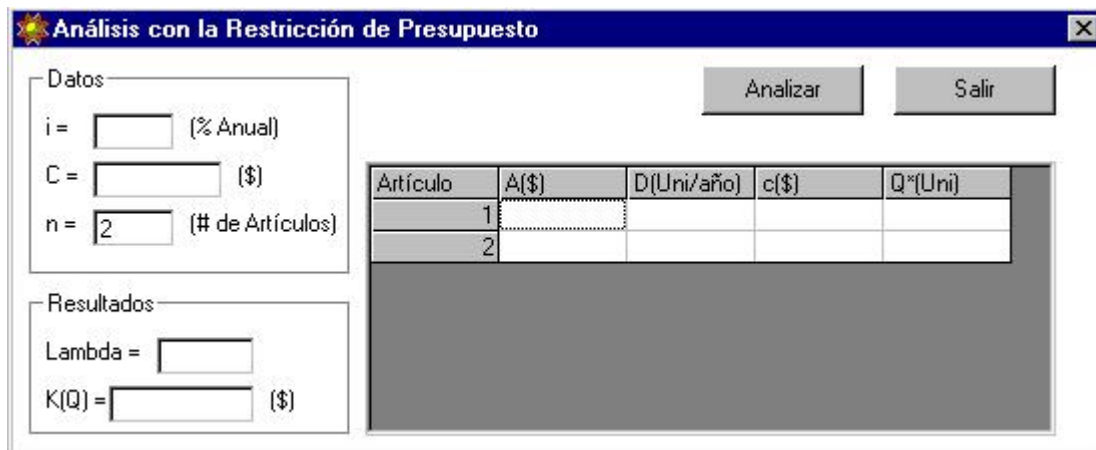 Análisis con la Restricción de Presupuesto
Datos
i = (% Anual)
C = ($)
n = 2 (# de Artículos)
Resultados
Lambda =
K(Q) = ($)
Analizar Salir
Artículo A($) D(Uni/año) c($) Q*(Uni)
1
2